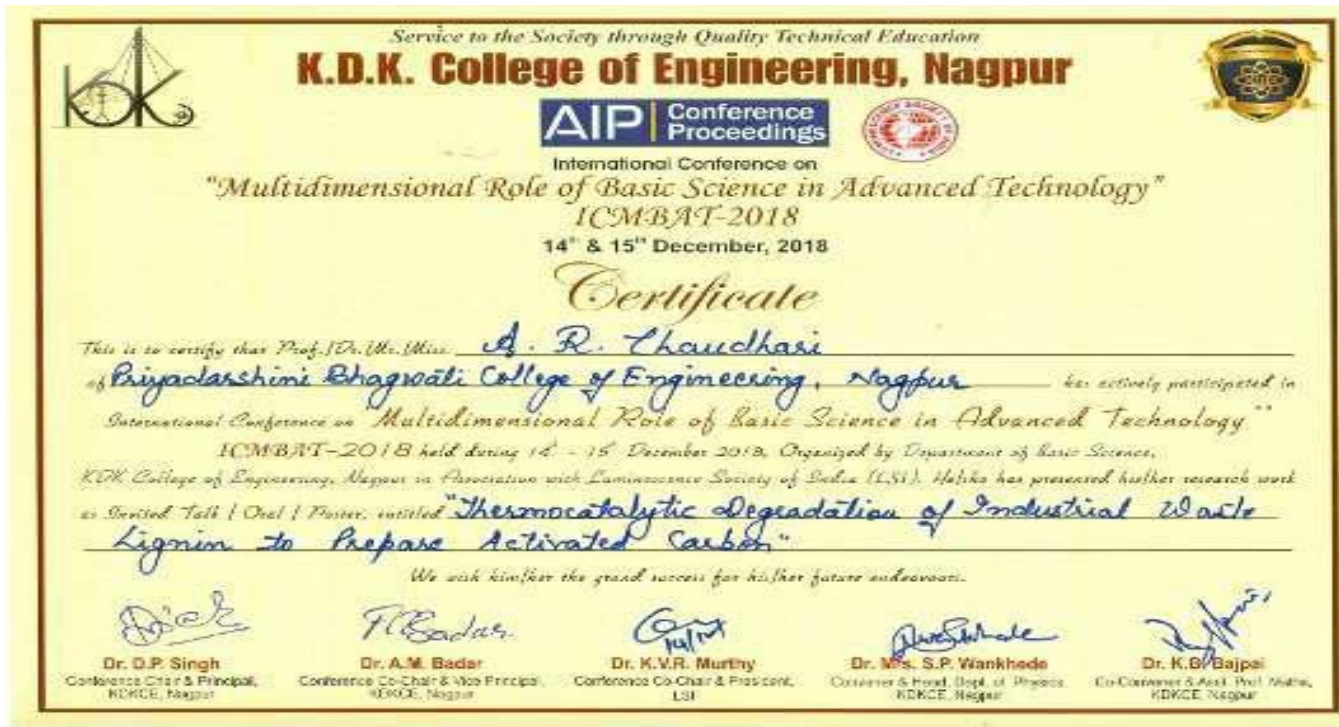 Service to the Society through Quality Technical Education
K.D.K. College of Engineering, Nagpur
KDK
AIP Conference Proceedings
International Conference on
"Multidimensional Role of Basic Science in Advanced Technology"
ICMBAT-2018
14th & 15th December, 2018
Certificate
This is to certify that Prof./Dr./Mr./Miss A. R. Chaudhari
of Priyadarshini Bhagwati College of Engineering, Nagpur has actively participated in
International Conference on "Multidimensional Role of Basic Science in Advanced Technology"
ICMBAT-2018 held during 14 - 15 December 2018, Organized by Department of Basic Science,
KDK College of Engineering, Nagpur in Association with Luminescence Society of India (LSI). He/she has presented his/her research work
as Invited Talk / Oral / Poster, entitled "Thermocatalytic Degradation of Industrial Waste
Lignin to Prepare Activated Carbon"
We wish him/her the grand success for his/her future endeavours.
Dr. D.P. Singh
Conference Chair & Principal,
KDKCE, Nagpur
Dr. A.M. Badar
Conference Co-Chair & Vice Principal,
KDKCE, Nagpur
Dr. K.V.R. Murthy
Conference Co-Chair & President,
LSI
Dr. Mrs. S.P. Wankhede
Convener & Head, Dept. of Physics,
KDKCE, Nagpur
Dr. K.B. Bajpai
Co-Convener & Asst. Prof. Maths,
KDKCE, Nagpur